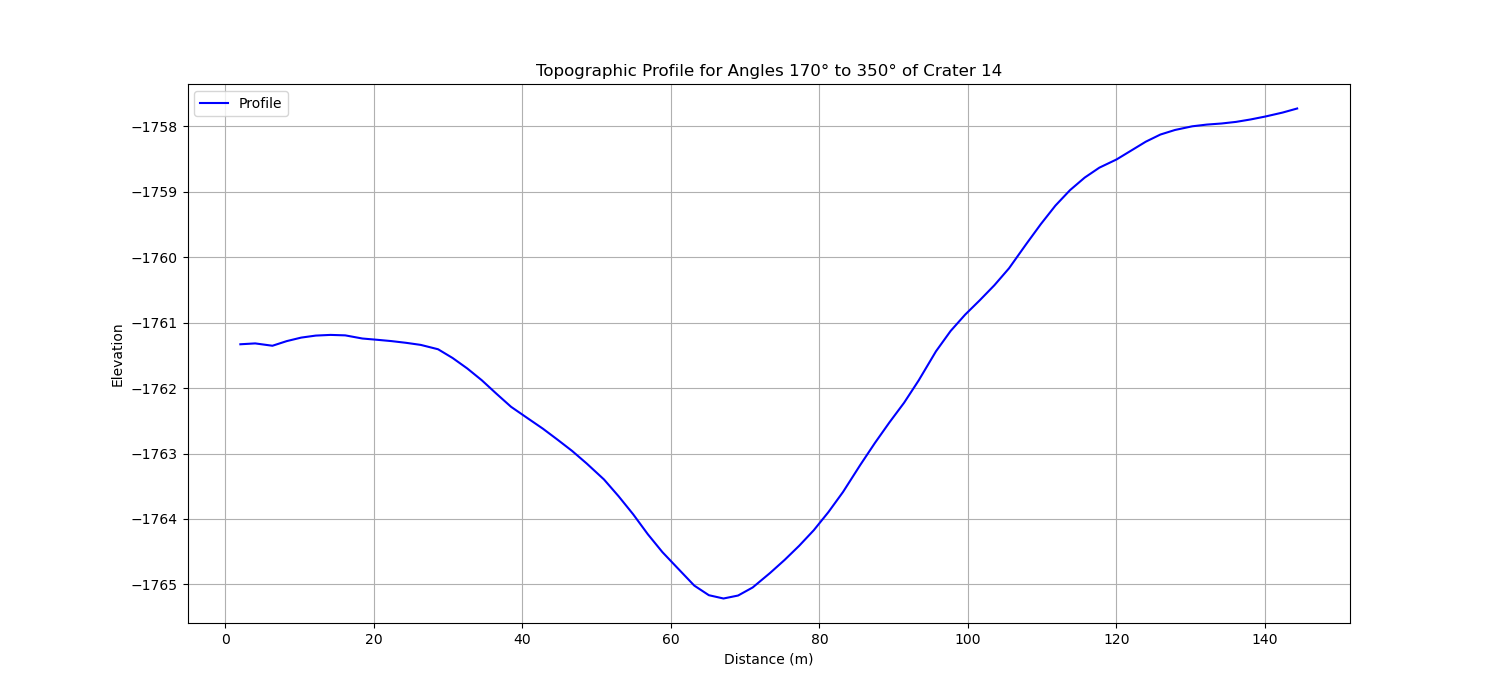 Topographic Profile for Angles 170° to 350° of Crater 14
Profile
−1758
−1759
−1760
−1761
−1762
−1763
−1764
−1765
Elevation
0 20 40 60 80 100 120 140
Distance (m)